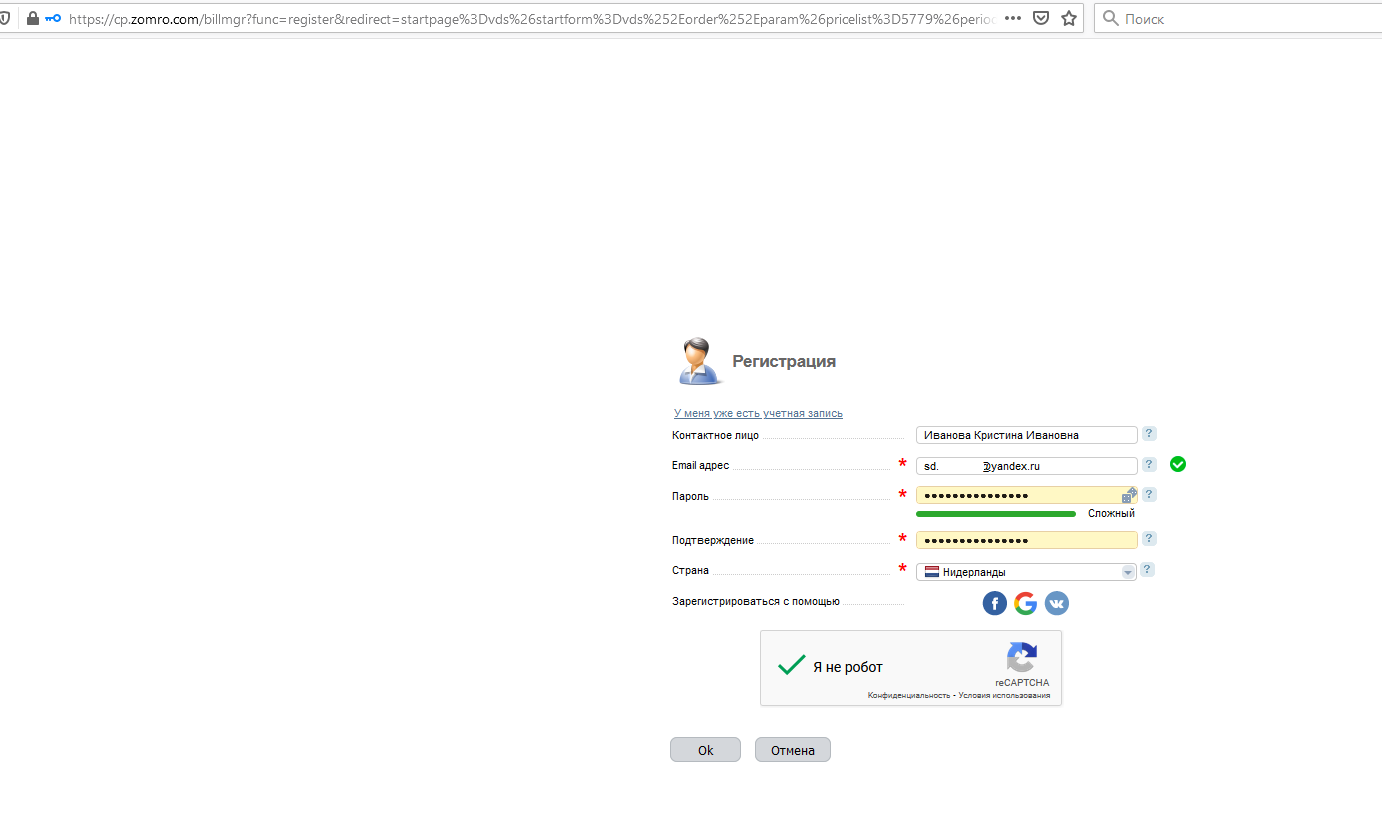 https://cp.zomro.com/billmgr?func=register&redirect=startpage%3Dvds%26startform%3Dvds%252Eorder%252Eparam%26pricelist%3D5779%26perio
Поиск
Регистрация
У меня уже есть учетная запись
Контактное лицо Иванова Кристина Ивановна ?
Email адрес * sd. @yandex.ru ?
Пароль * ••••••••••••••• ?
Сложный
Подтверждение * ••••••••••••••• ?
Страна * Нидерланды ?
Зарегистрироваться с помощью
Я не робот
reCAPTCHA
Конфиденциальность - Условия использования
Ok Отмена